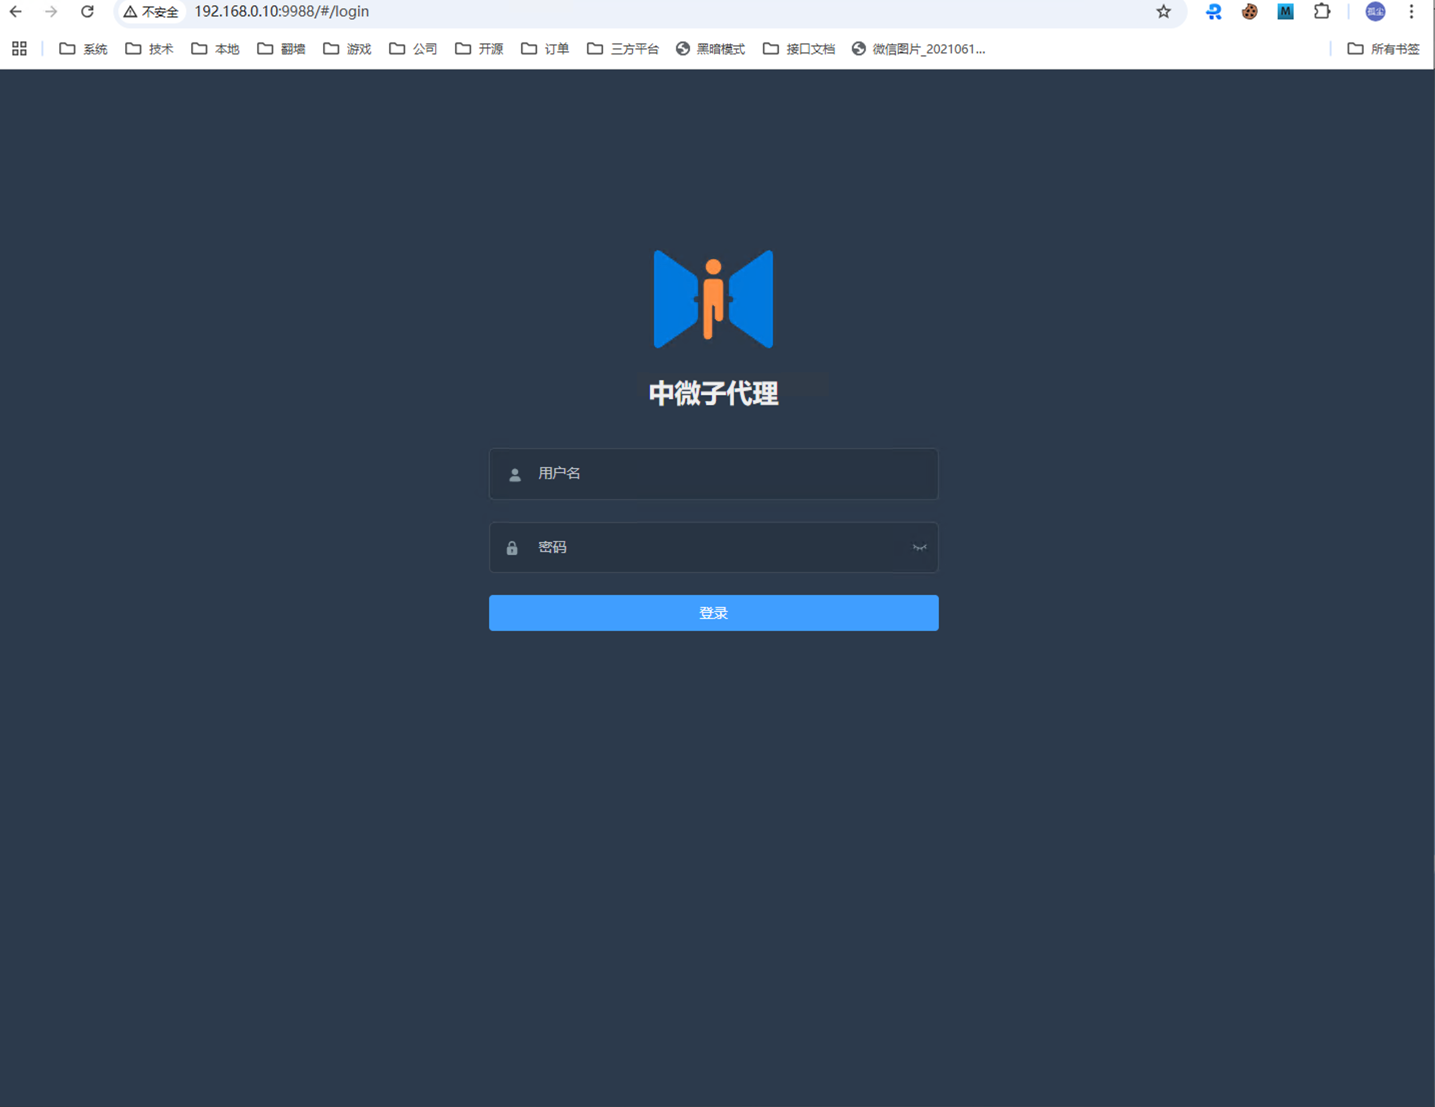 不安全 192.168.0.10:9988/#/login
系统 技术 本地 翻墙 游戏 公司 开源 订单 三方平台 黑暗模式 接口文档 微信图片_2021061... 所有书签
中微子代理
用户名
密码
登录